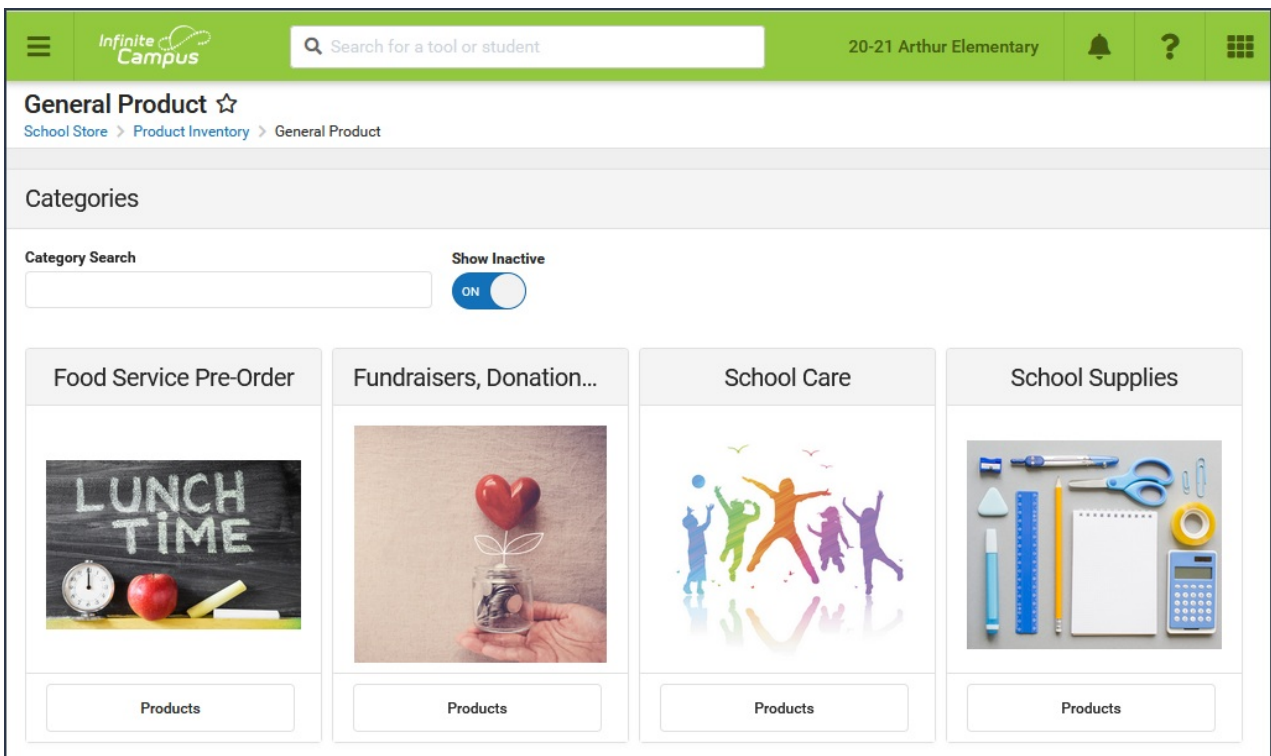 Infinite
Campus
Search for a tool or student
20-21 Arthur Elementary
?
General Product
School Store > Product Inventory > General Product
Categories
Category Search
Show Inactive
ON
Food Service Pre-Order
Fundraisers, Donation...
School Care
School Supplies
LUNCH
TIME
Products
Products
Products
Products